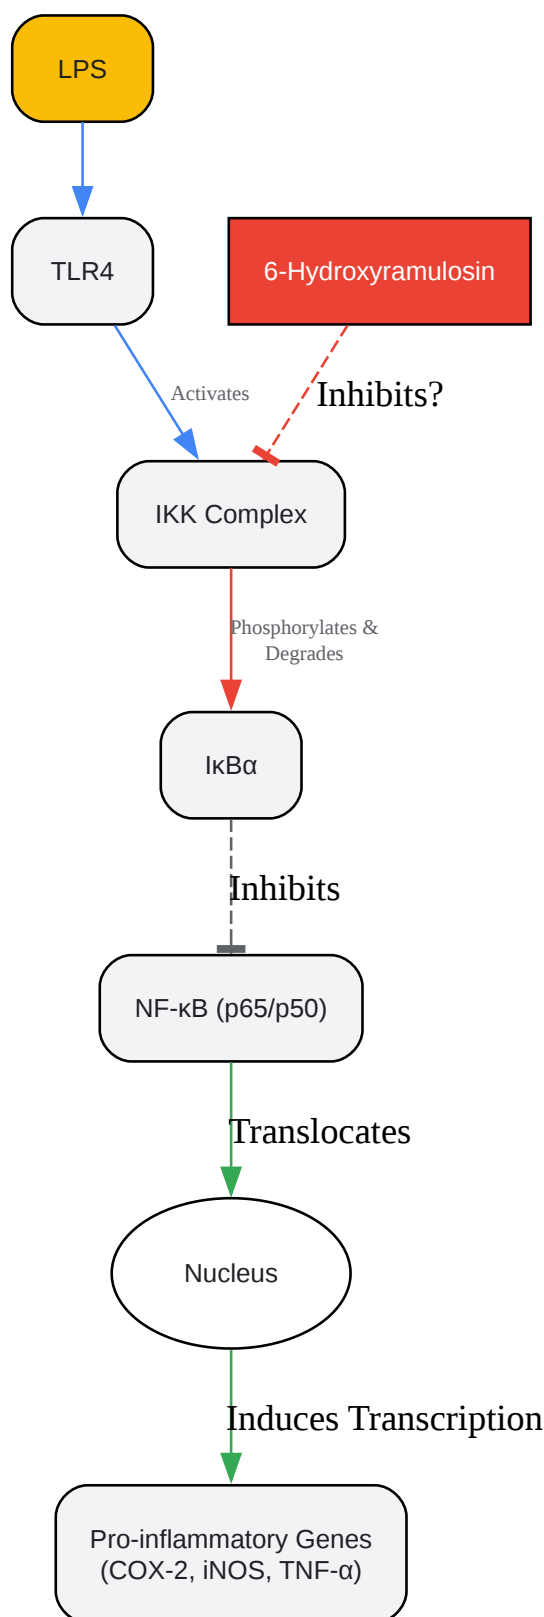 LPS
TLR4
6-Hydroxyramulosin
Activates
Inhibits?
IKK Complex
Phosphorylates &
Degrades
IκBα
Inhibits
NF-κB (p65/p50)
Translocates
Nucleus
Induces Transcription
Pro-inflammatory Genes
(COX-2, iNOS, TNF-α)